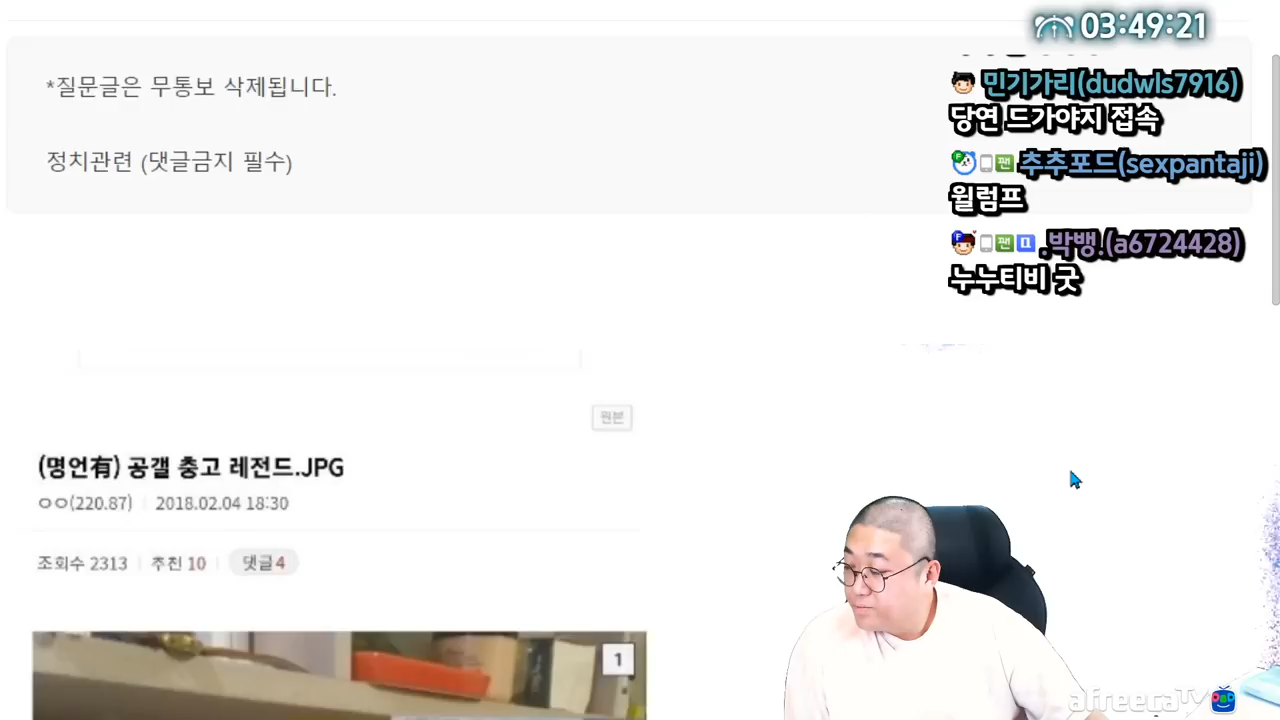 03:49:21
*질문글은 무통보 삭제됩니다.
정치관련 (댓글금지 필수)
민기가리(dudwls7916)
당연 드가야지 접속
F 팬 추추포드(sexpantaji)
윌럼프
F 팬 .박뱅.(a6724428)
누누티비 굿
원본
(명언有) 공갤 충고 레전드.JPG
ㅇㅇ(220.87) 2018.02.04 18:30
조회수 2313 추천 10 댓글 4
1
afreecaTV